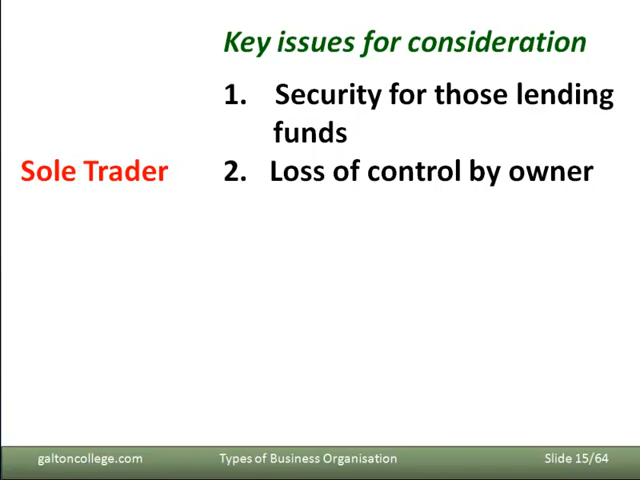 Key issues for consideration
1. Security for those lending
funds
Sole Trader
2. Loss of control by owner
galtoncollege.com
Types of Business Organisation
Slide 15/64